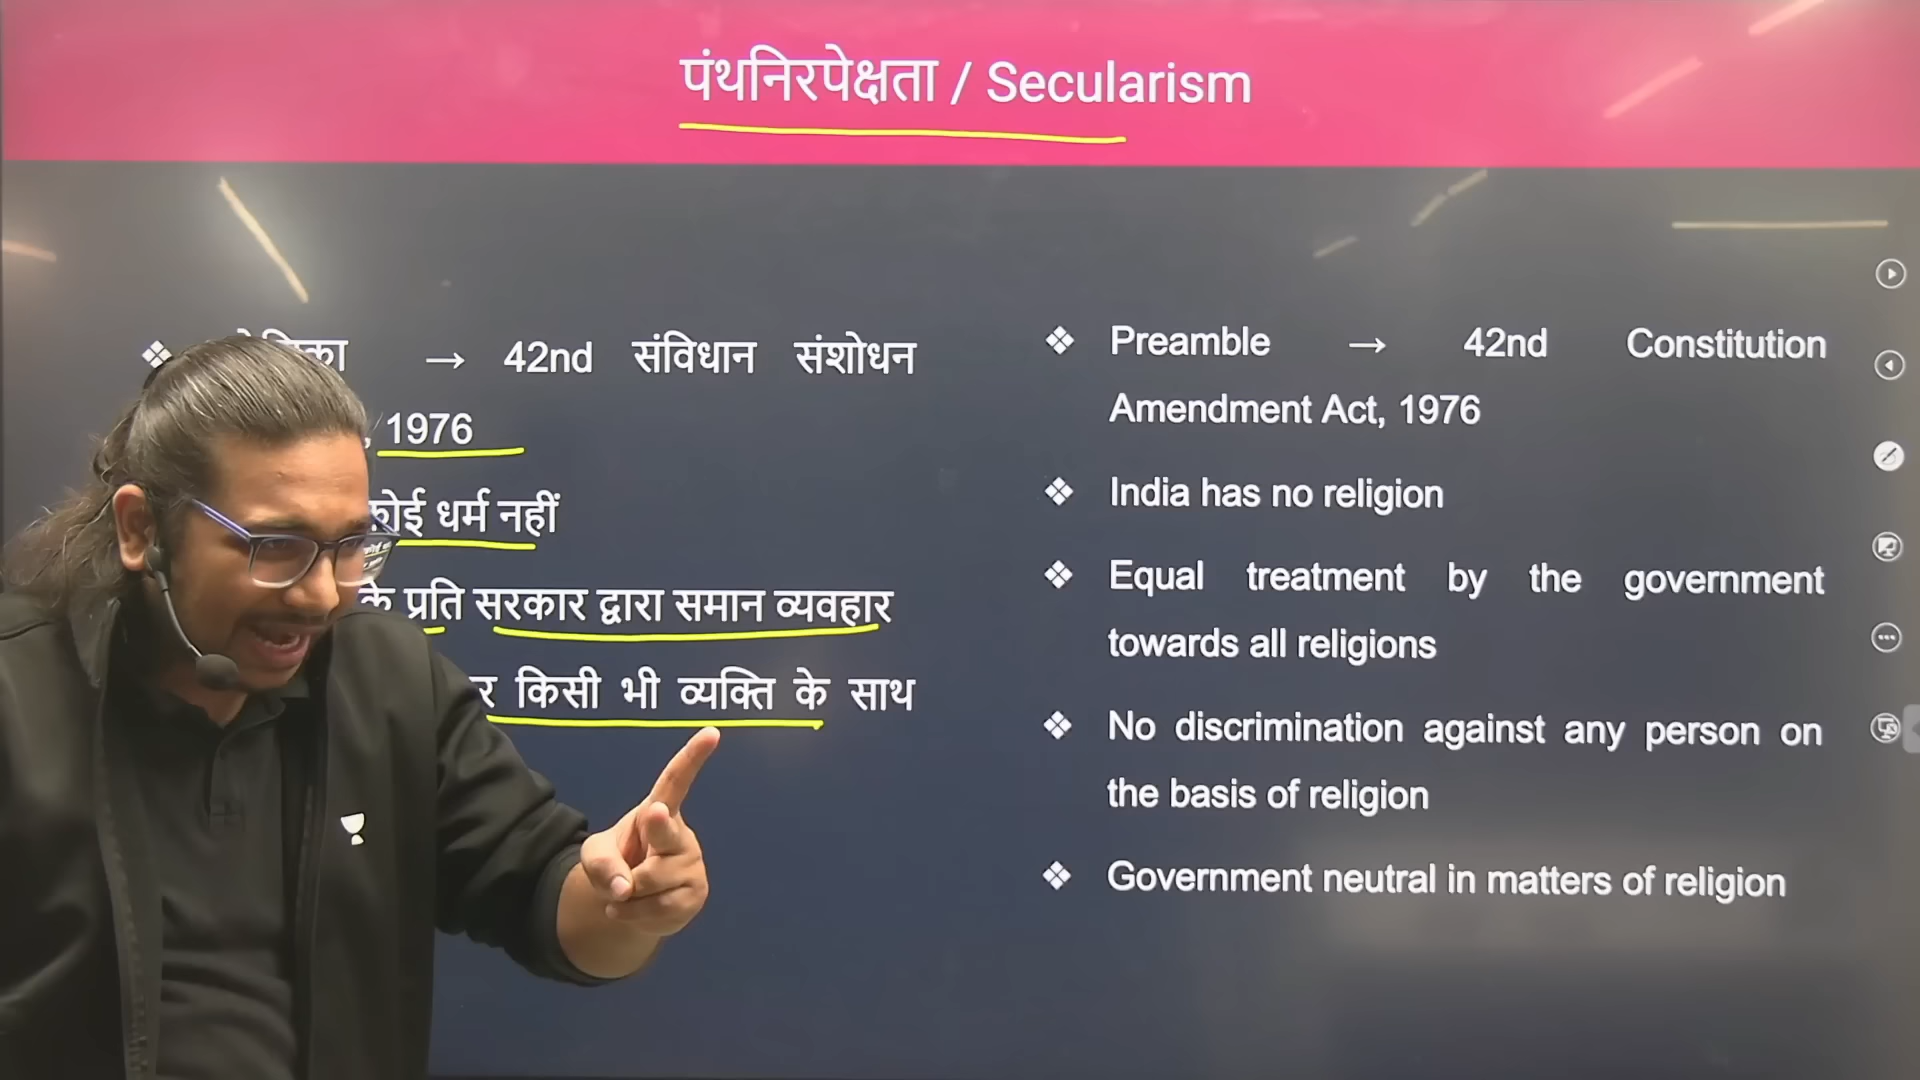 पंथनिरपेक्षता / Secularism
→ 42nd संविधान संशोधन
, 1976
कोई धर्म नहीं
के प्रति सरकार द्वारा समान व्यवहार
किसी भी व्यक्ति के साथ
Preamble → 42nd Constitution
Amendment Act, 1976
India has no religion
Equal treatment by the government
towards all religions
No discrimination against any person on
the basis of religion
Government neutral in matters of religion